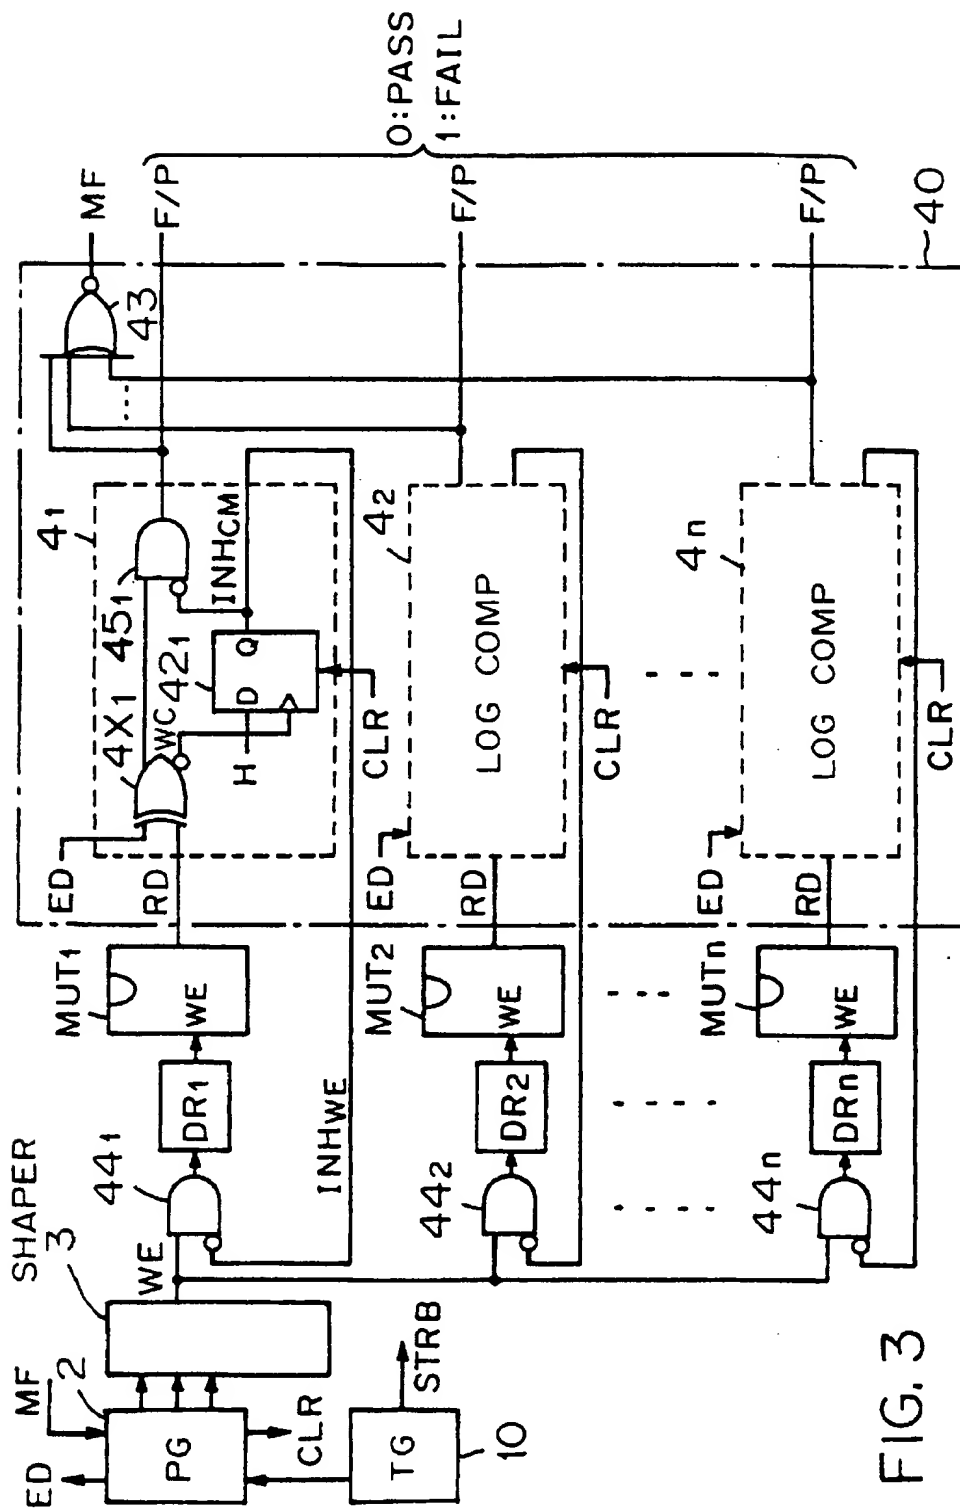 ED
MF
2
PG
CLR
TG
10
STRB
SHAPER
3
WE
441
DR1
INHWE
MUT1
WE
442
DR2
MUT2
WE
44n
DRn
MUTn
WE
ED
RD
41
4X1
WC
451
421
D
Q
H
INHCM
CLR
ED
RD
42
LOG COMP
CLR
ED
RD
4n
LOG COMP
CLR
43
MF
F/P
F/P
F/P
0:PASS
1:FAIL
40
FIG. 3